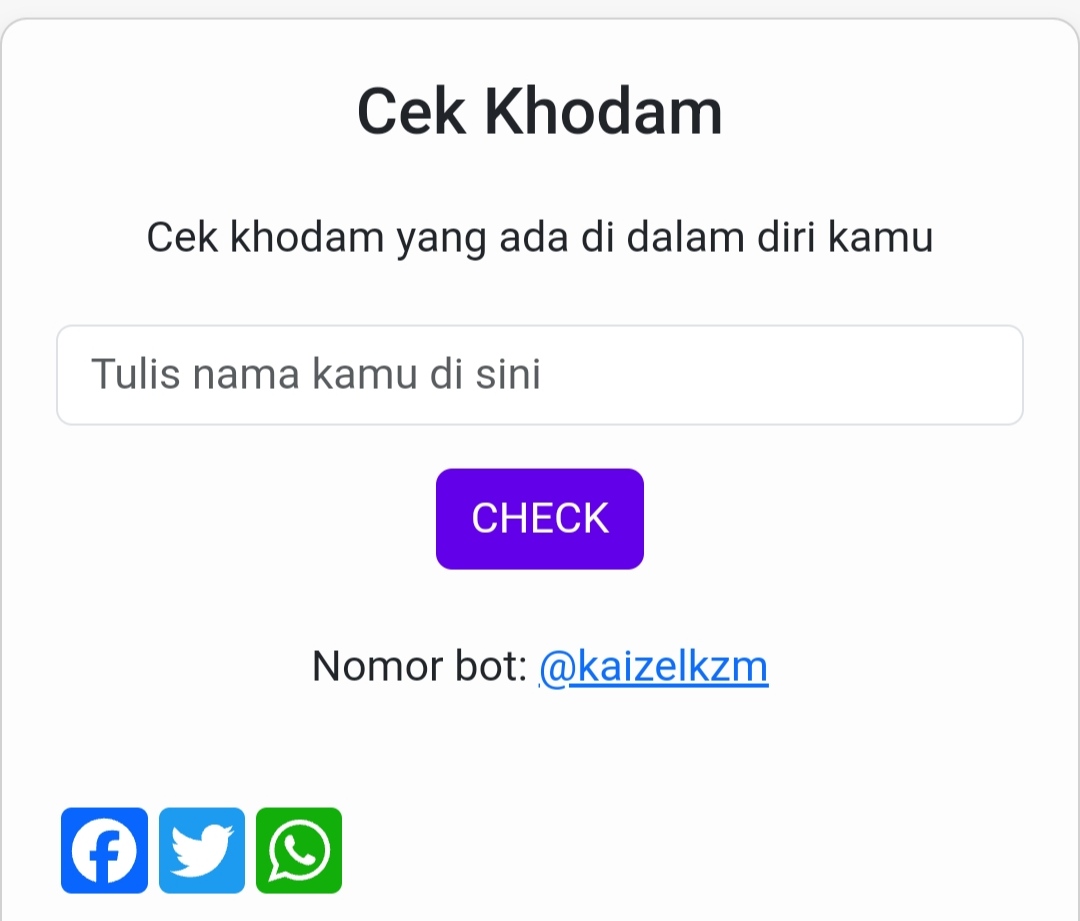 Cek Khodam
Cek khodam yang ada di dalam diri kamu
Tulis nama kamu di sini
CHECK
Nomor bot: @kaizelkzm